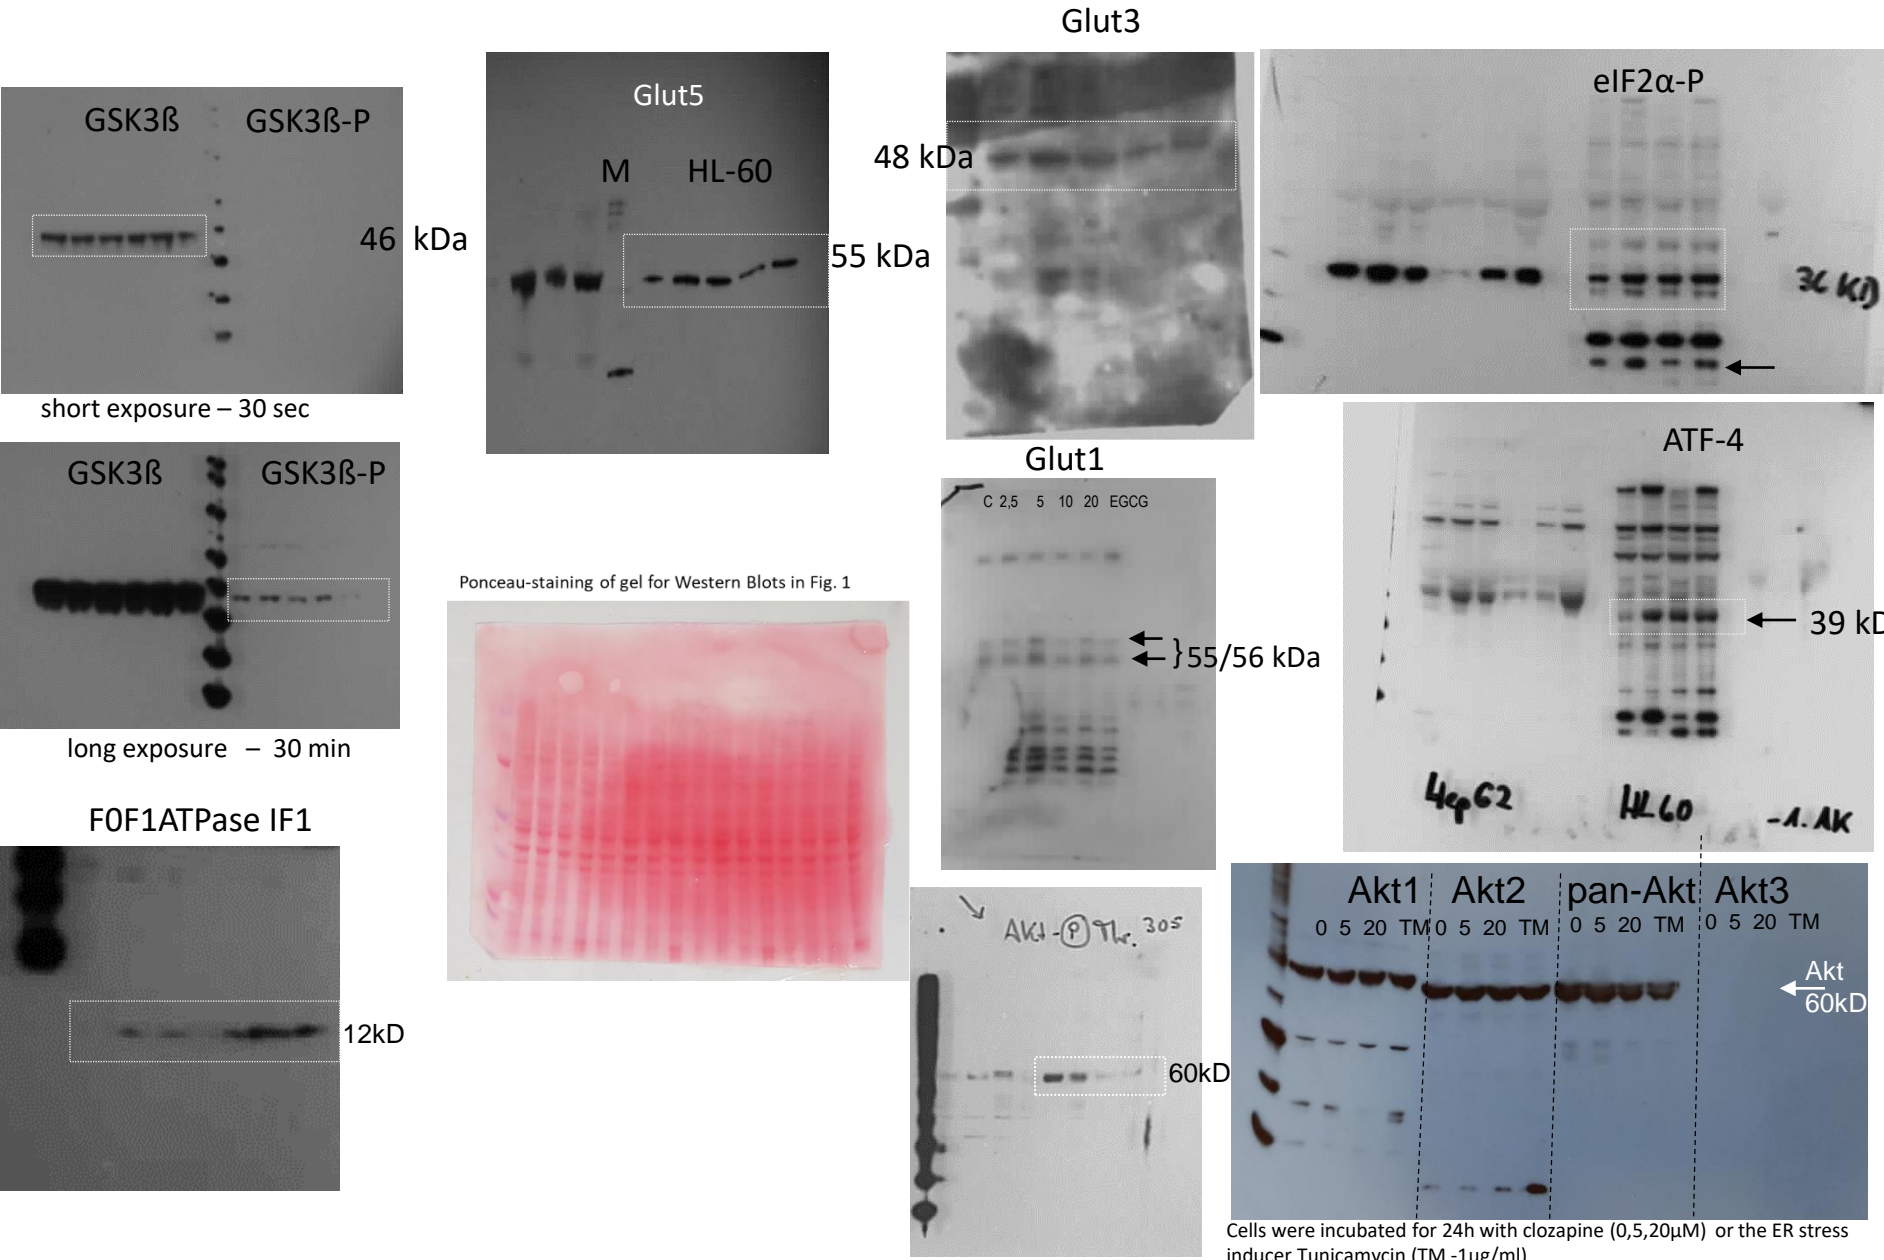 Glut3
GSK3ß GSK3ß-P
46 kDa
short exposure – 30 sec
Glut5
M HL-60
55 kDa
48 kDa
eIF2α-P
36 KD
GSK3ß GSK3ß-P
long exposure – 30 min
Glut1
C 2,5 5 10 20 EGCG
55/56 kDa
ATF-4
39 kD
Hep G2 HL60 -1. AK
Ponceau-staining of gel for Western Blots in Fig. 1
F0F1ATPase IF1
12kD
Akt-P Thr. 305
60kD
Akt1 Akt2 pan-Akt Akt3
0 5 20 TM 0 5 20 TM 0 5 20 TM 0 5 20 TM
Akt
60kD
Cells were incubated for 24h with clozapine (0,5,20µM) or the ER stress
inducer Tunicamycin (TM -1µg/ml)